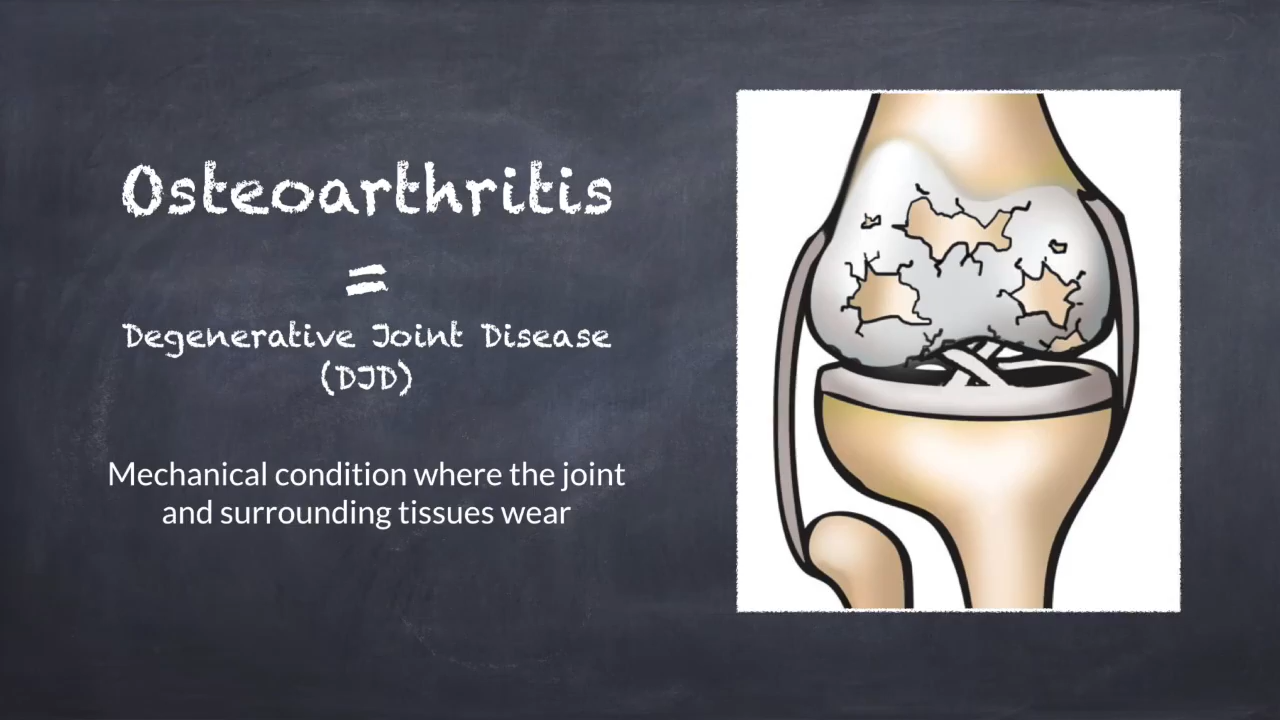 Osteoarthritis
=
Degenerative Joint Disease
(DJD)
Mechanical condition where the joint
and surrounding tissues wear